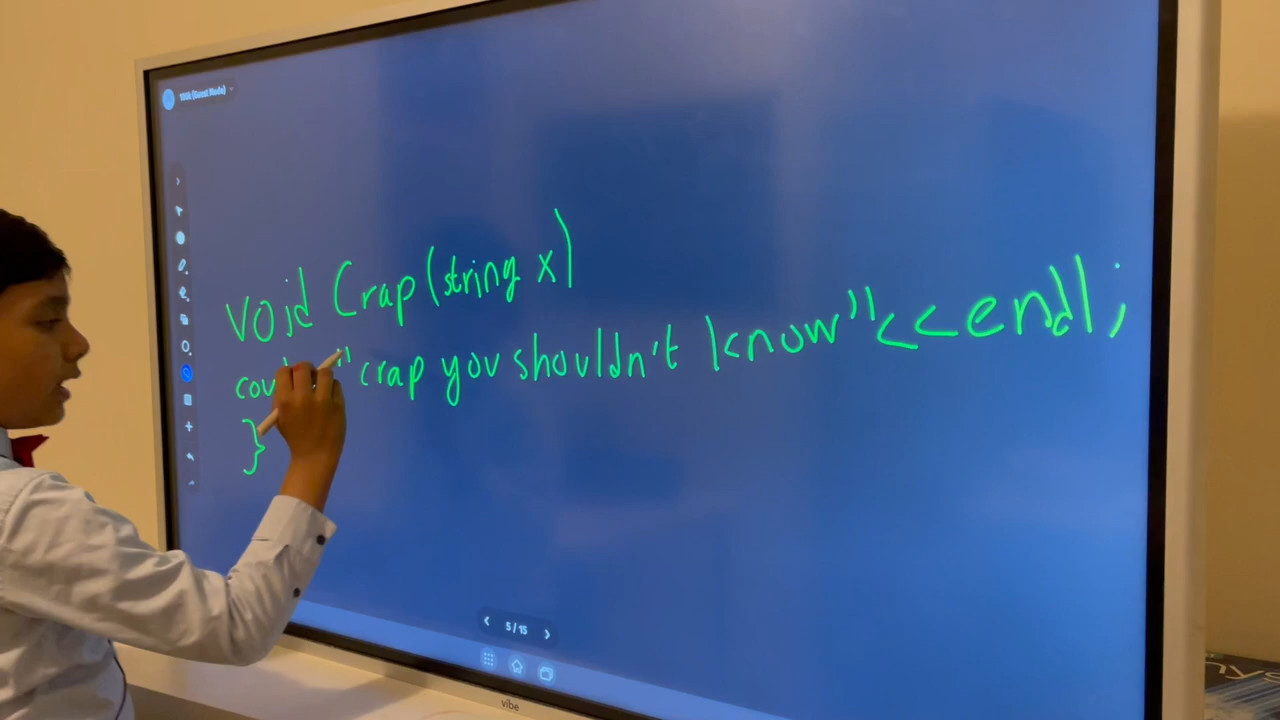 void Crap (string x)
cou "crap you shouldn't know"<<endl;
}
5/15
vibe